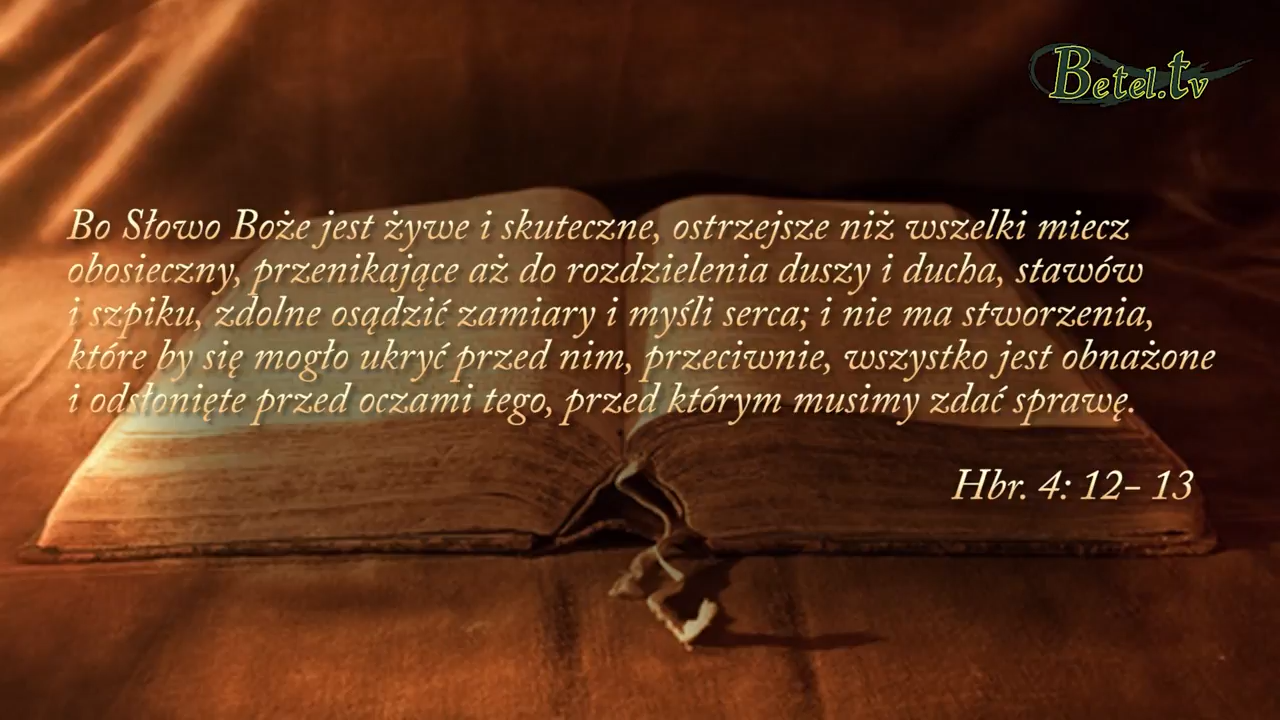 Betel.tv
Bo Słowo Boże jest żywe i skuteczne, ostrzejsze niż wszelki miecz
obosieczny, przenikające aż do rozdzielenia duszy i ducha, stawów
i szpiku, zdolne osądzić zamiary i myśli serca; i nie ma stworzenia,
które by się mogło ukryć przed nim, przeciwnie, wszystko jest obnażone
i odsłonięte przed oczami tego, przed którym musimy zdać sprawę.
Hbr. 4: 12- 13